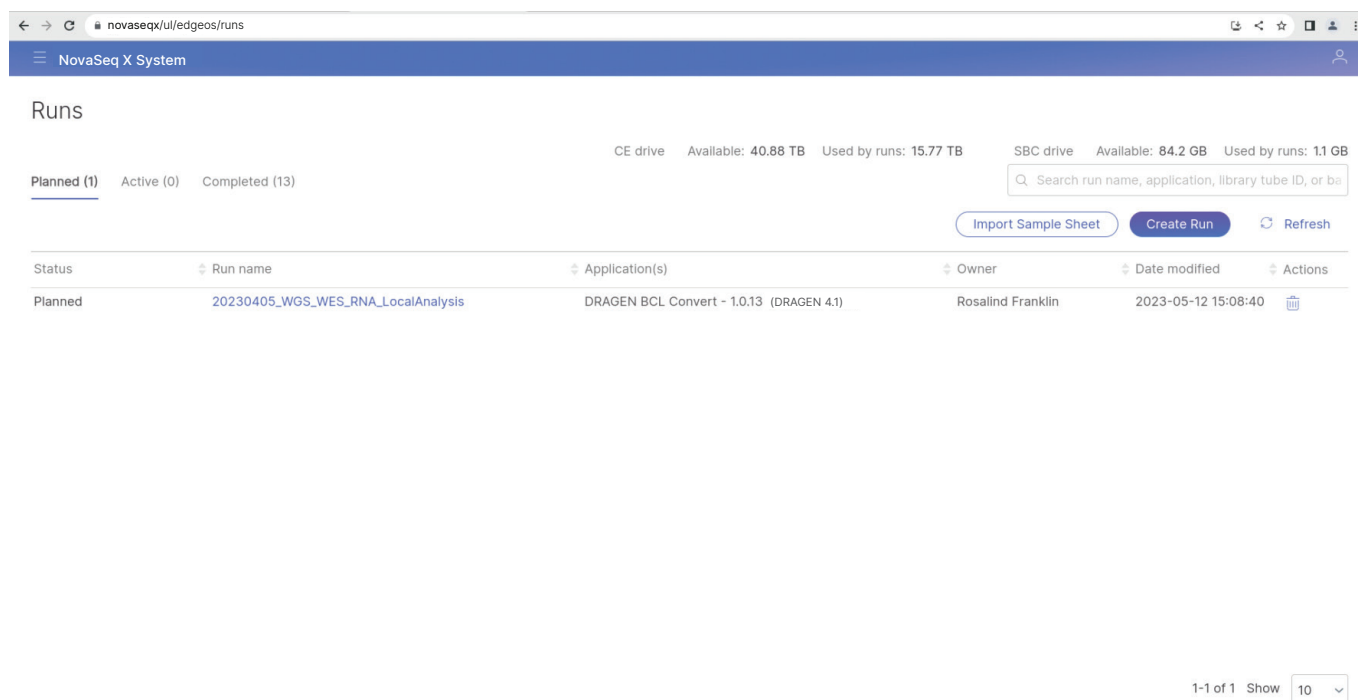 novaseqx/ul/edgeos/runs
NovaSeq X System
Runs
CE drive Available: 40.88 TB Used by runs: 15.77 TB SBC drive Available: 84.2 GB Used by runs: 1.1 GB
Planned (1) Active (0) Completed (13) Search run name, application, library tube ID, or ba
Import Sample Sheet Create Run Refresh
Status Run name Application(s) Owner Date modified Actions
Planned 20230405_WGS_WES_RNA_LocalAnalysis DRAGEN BCL Convert - 1.0.13 (DRAGEN 4.1) Rosalind Franklin 2023-05-12 15:08:40
1-1 of 1 Show 10